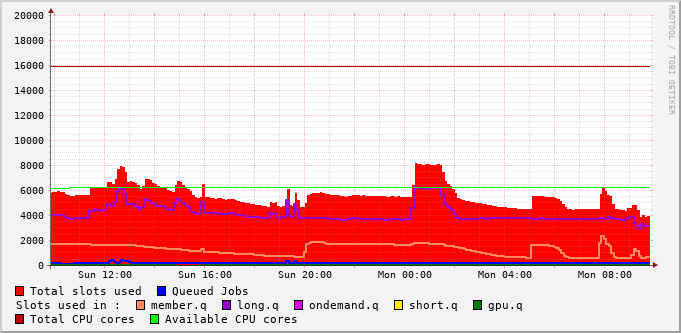 20000
18000
16000
14000
12000
10000
8000
6000
4000
2000
0
Sun 12:00 Sun 16:00 Sun 20:00 Mon 00:00 Mon 04:00 Mon 08:00
Total slots used Queued Jobs
Slots used in : member.q long.q ondemand.q short.q gpu.q
Total CPU cores Available CPU cores
RRDTOOL / TOBI OETIKER